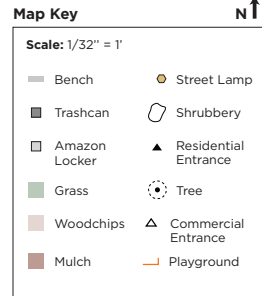 Map Key N
Scale: 1/32'' = 1'
Bench
Street Lamp
Trashcan
Shrubbery
Amazon
Locker
Residential
Entrance
Grass
Tree
Woodchips
Commercial
Entrance
Mulch
Playground